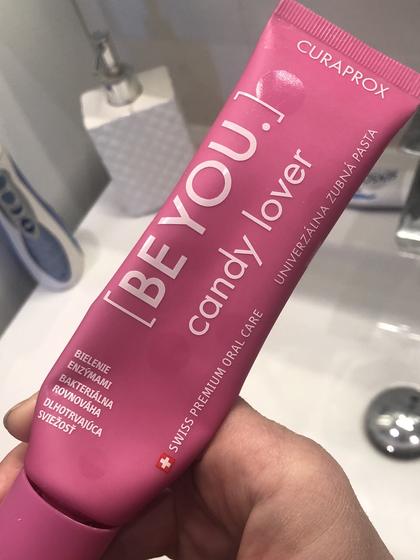 CURAPROX
[BE YOU.]
candy lover
UNIVERZÁLNA ZUBNÁ PASTA
SWISS PREMIUM ORAL CARE
BIELENIE
ENZÝMAMI
BAKTERIÁLNA
ROVNOVÁHA
DLHOTRVAJÚCA
SVIEŽOSŤ